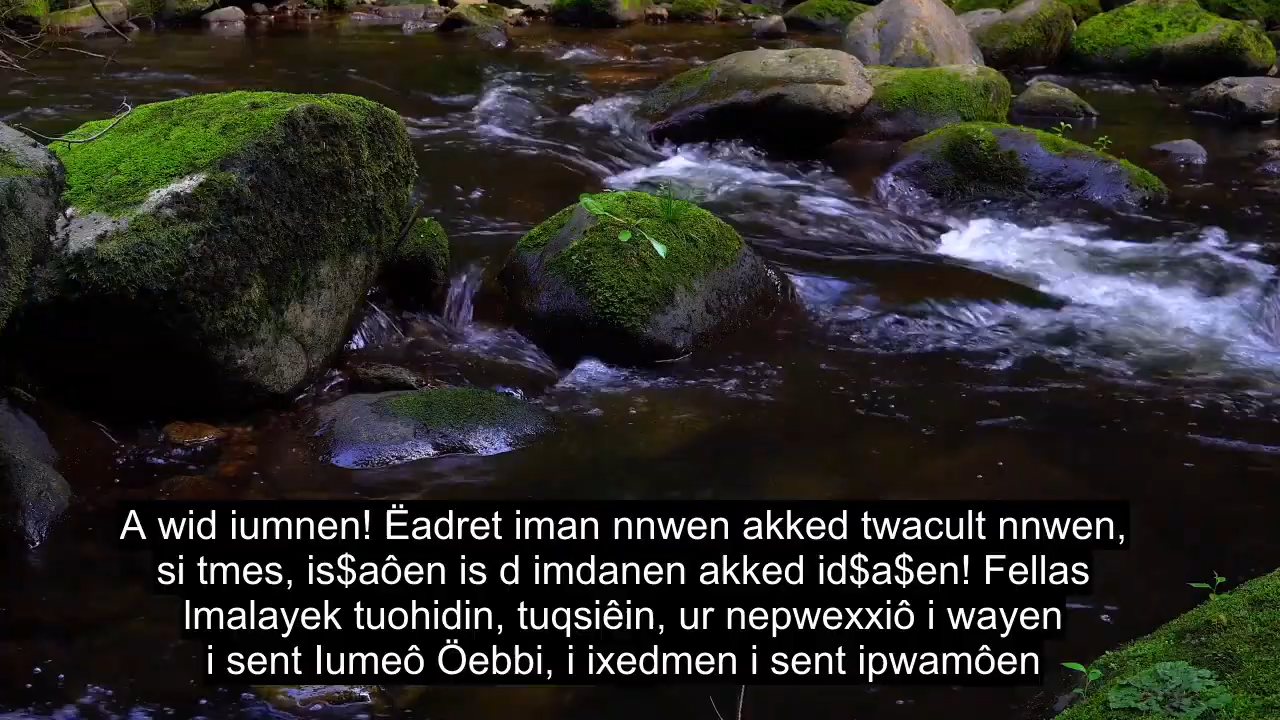 A wid iumnen! Ëadret iman nnwen akked twacult nnwen,
si tmes, is$aôen is d imdanen akked id$a$en! Fellas
lmalayek tuohidin, tuqsiêin, ur nepwexxiô i wayen
i sent lumeô Öebbi, i ixedmen i sent ipwamôen